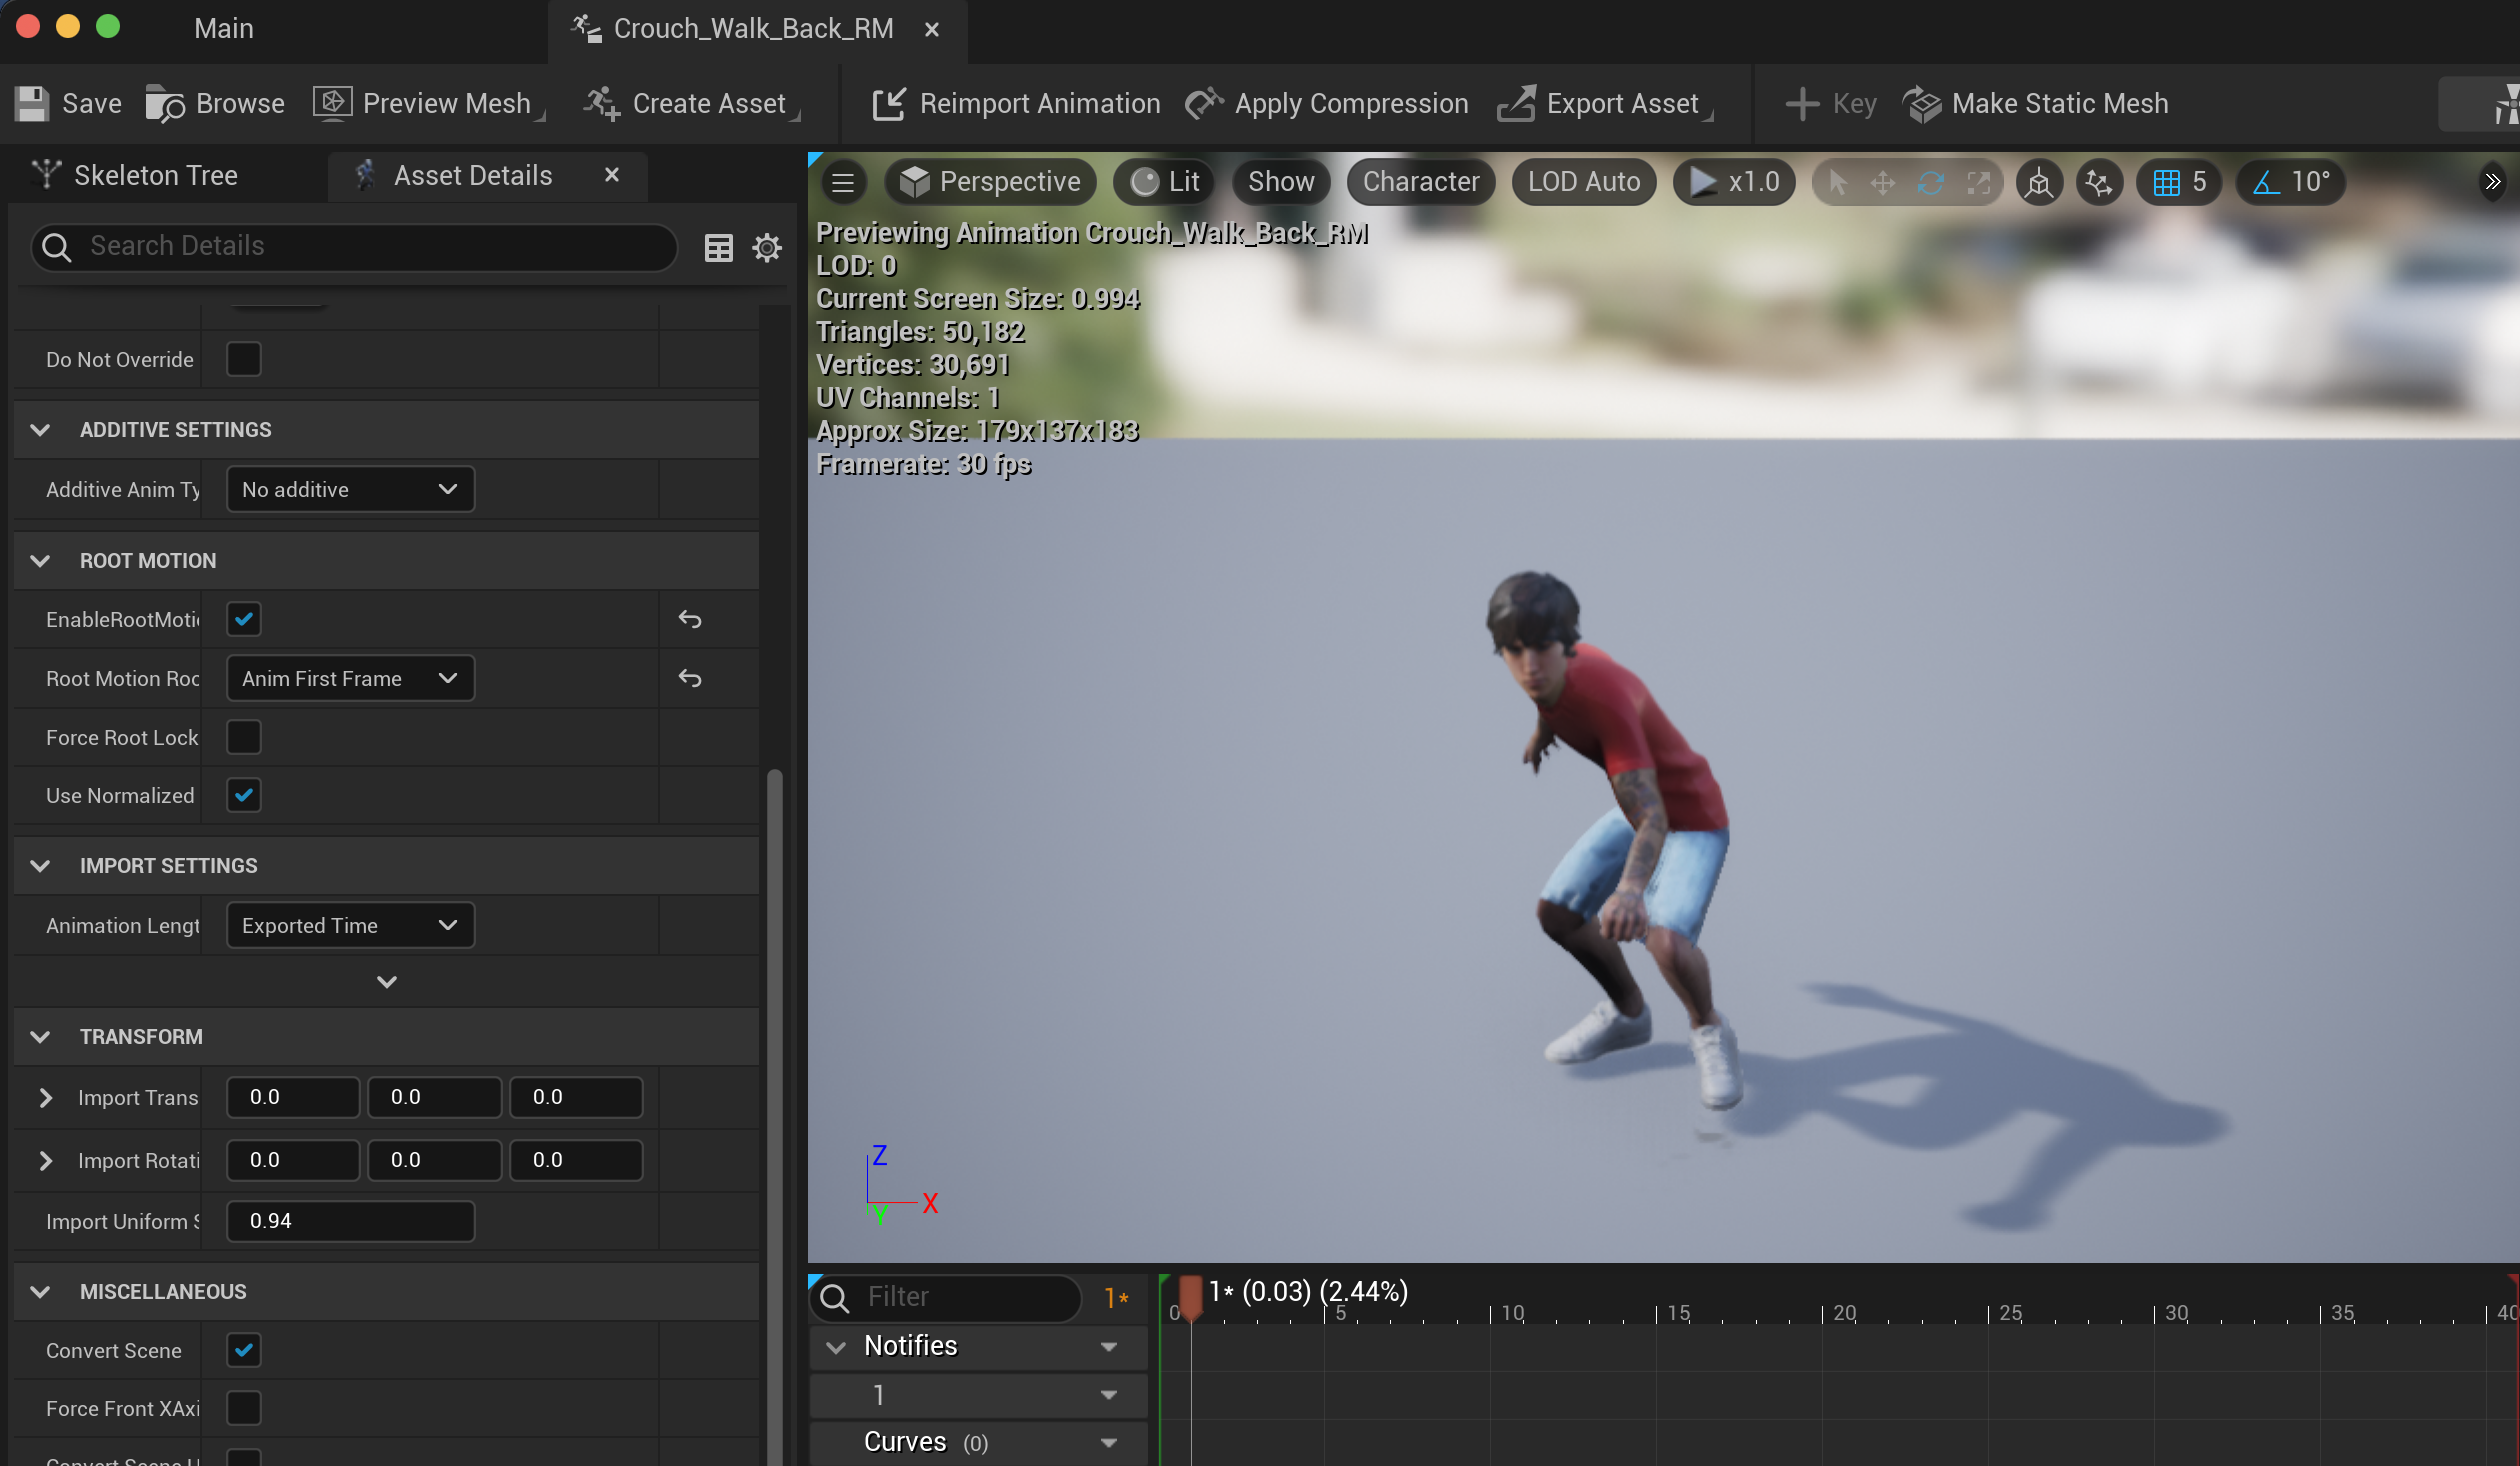 Main
Crouch_Walk_Back_RM
Save
Browse
Preview Mesh
Create Asset
Reimport Animation
Apply Compression
Export Asset
Key
Make Static Mesh
Skeleton Tree
Asset Details
Search Details
Do Not Override
ADDITIVE SETTINGS
Additive Anim Ty
No additive
ROOT MOTION
EnableRootMoti
Root Motion Roo
Anim First Frame
Force Root Lock
Use Normalized
IMPORT SETTINGS
Animation Lengt
Exported Time
TRANSFORM
Import Trans
0.0
0.0
0.0
Import Rotati
0.0
0.0
0.0
Import Uniform S
0.94
MISCELLANEOUS
Convert Scene
Force Front XAxi
Convert Scene U
Perspective
Lit
Show
Character
LOD Auto
x1.0
5
10°
Previewing Animation Crouch_Walk_Back_RM
LOD: 0
Current Screen Size: 0.994
Triangles: 50,182
Vertices: 30,691
UV Channels: 1
Approx Size: 179x137x183
Framerate: 30 fps
Z
X
Y
Filter
1*
1* (0.03) (2.44%)
0
5
10
15
20
25
30
35
40
Notifies
1
Curves (0)